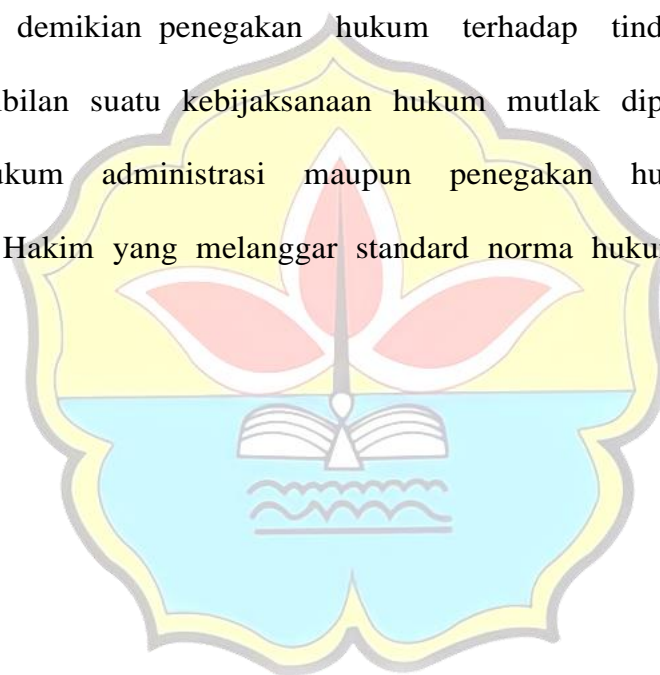 demikian penegakan hukum terhadap tind
bilan suatu kebijaksanaan hukum mutlak dip
ukum administrasi maupun penegakan hu
Hakim yang melanggar standard norma huku